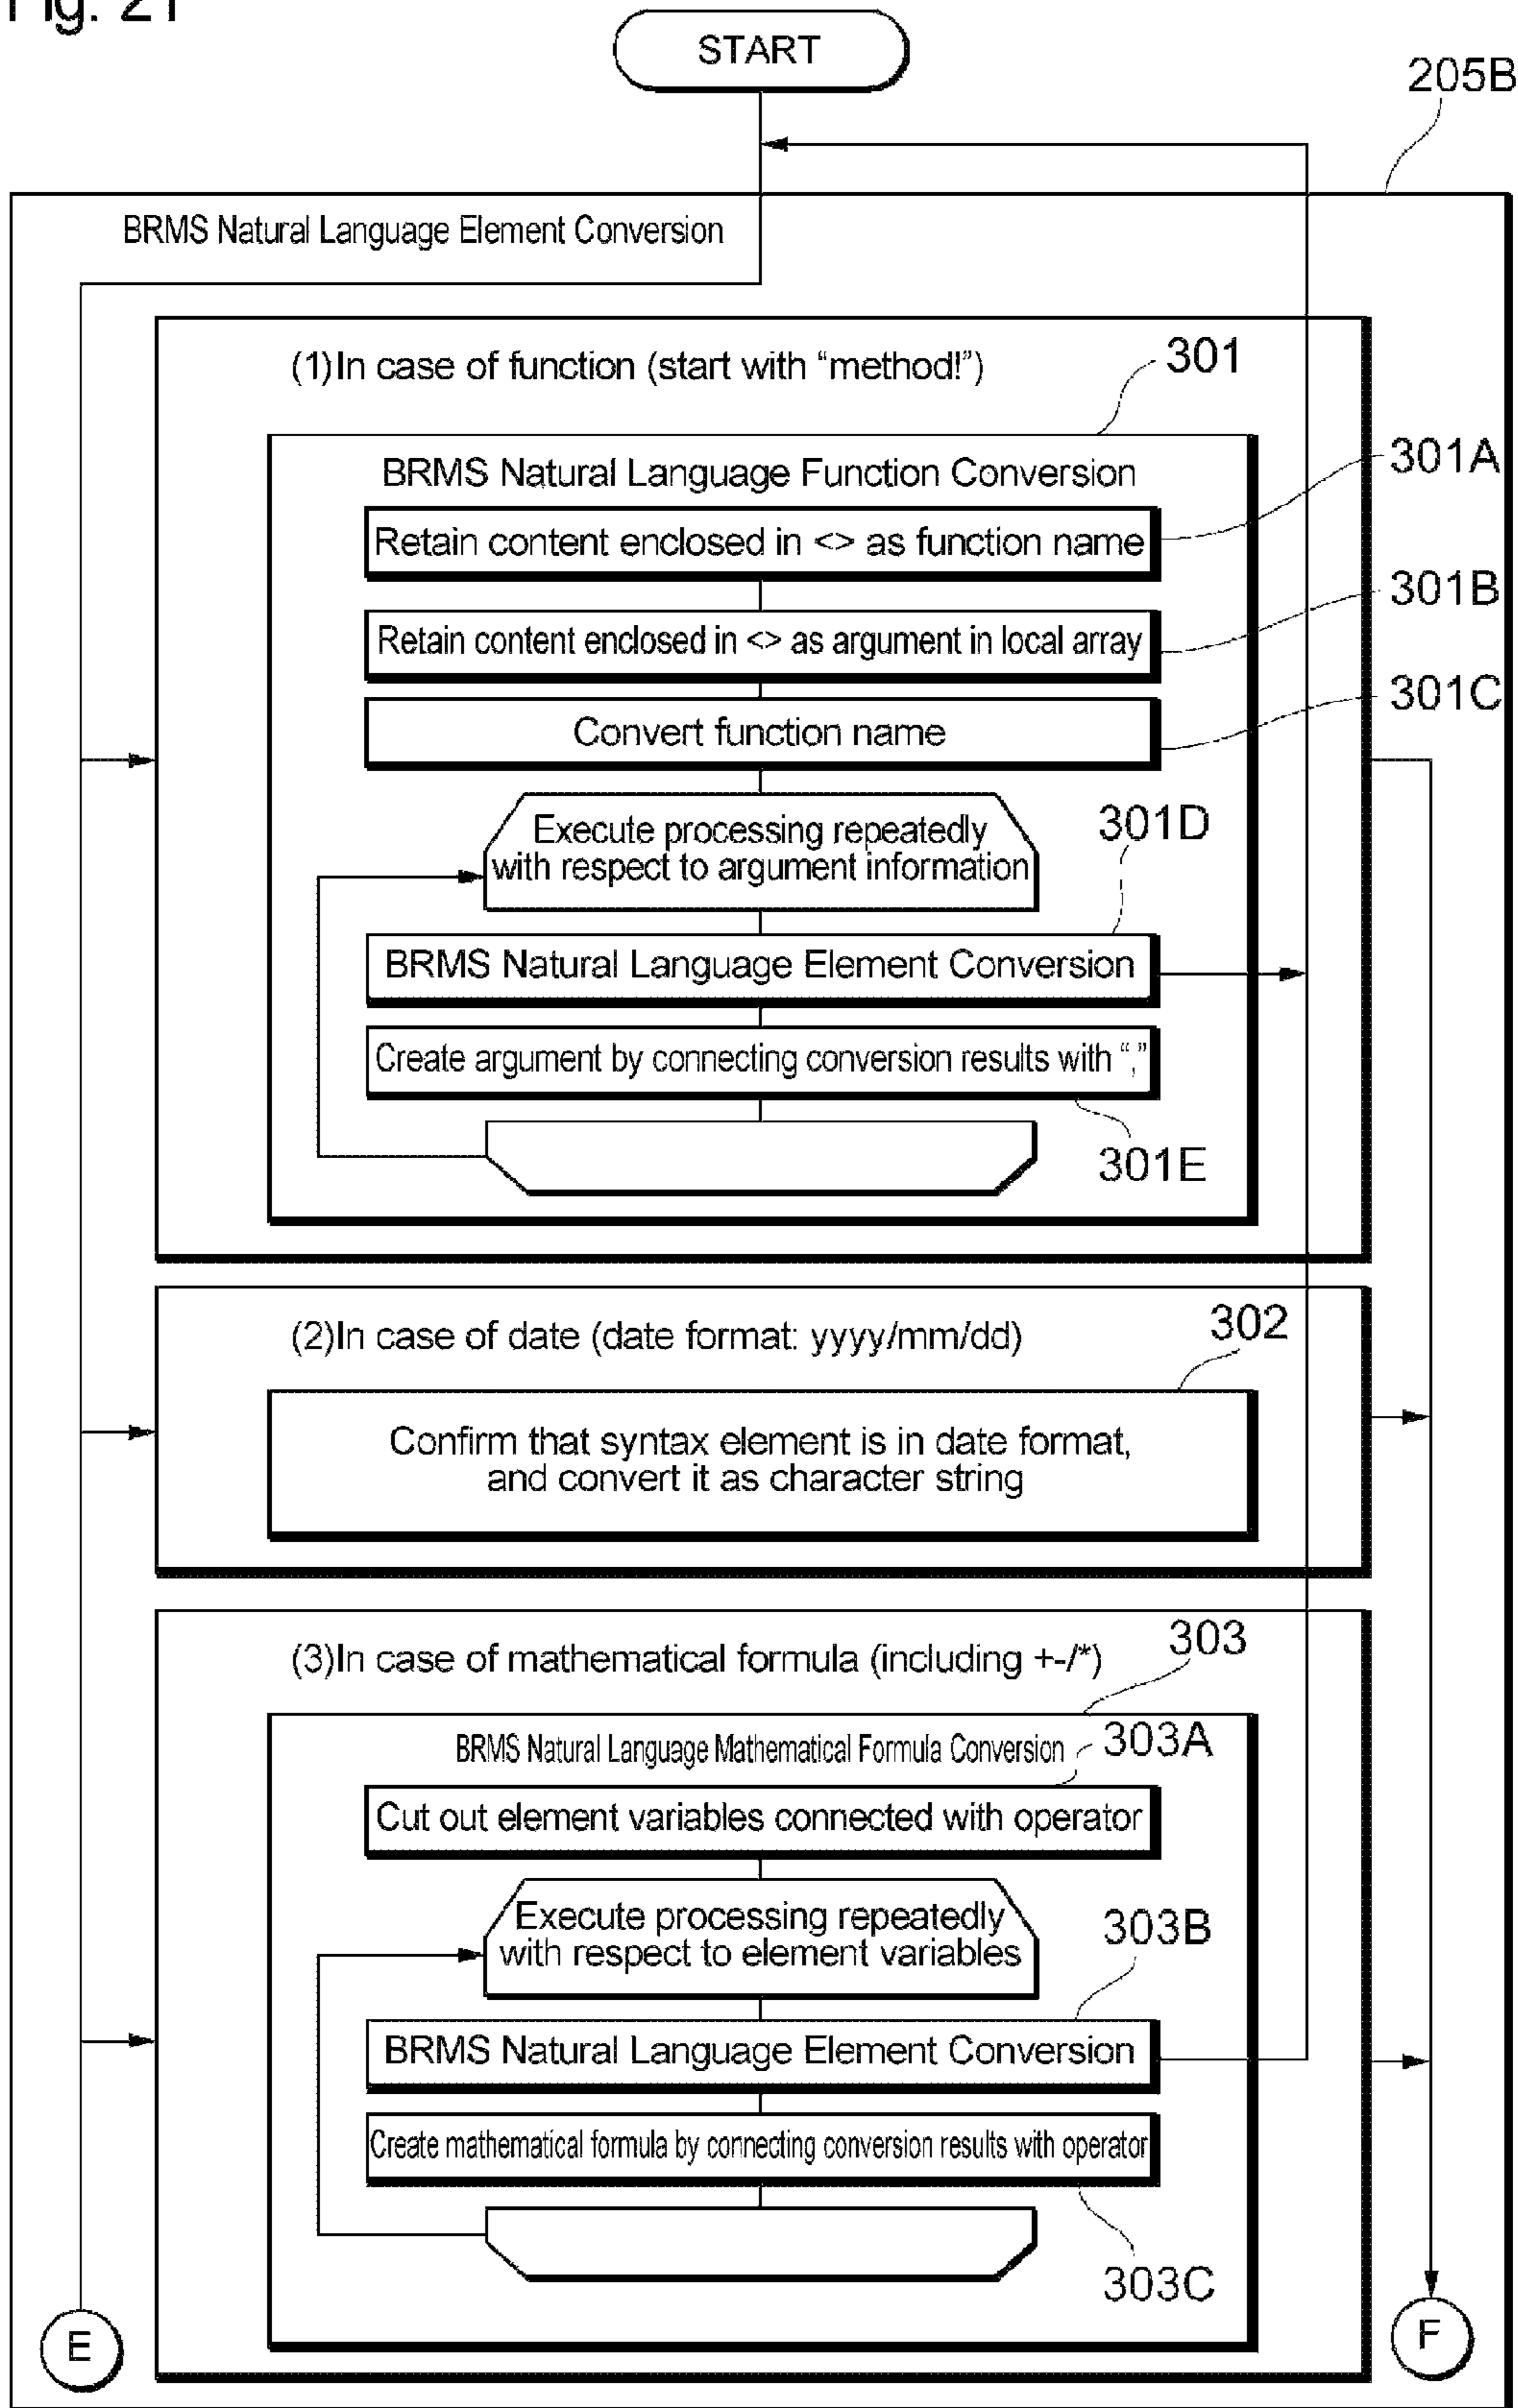 Fig. 21
START
205B
BRMS Natural Language Element Conversion
(1)In case of function (start with “method!”)
301
BRMS Natural Language Function Conversion
301A
Retain content enclosed in <> as function name
301B
Retain content enclosed in <> as argument in local array
301C
Convert function name
Execute processing repeatedly
with respect to argument information
301D
BRMS Natural Language Element Conversion
Create argument by connecting conversion results with “,”
301E
(2)In case of date (date format: yyyy/mm/dd)
302
Confirm that syntax element is in date format,
and convert it as character string
(3)In case of mathematical formula (including +-/*)
303
BRMS Natural Language Mathematical Formula Conversion
303A
Cut out element variables connected with operator
Execute processing repeatedly
with respect to element variables
303B
BRMS Natural Language Element Conversion
Create mathematical formula by connecting conversion results with operator
303C
E
F